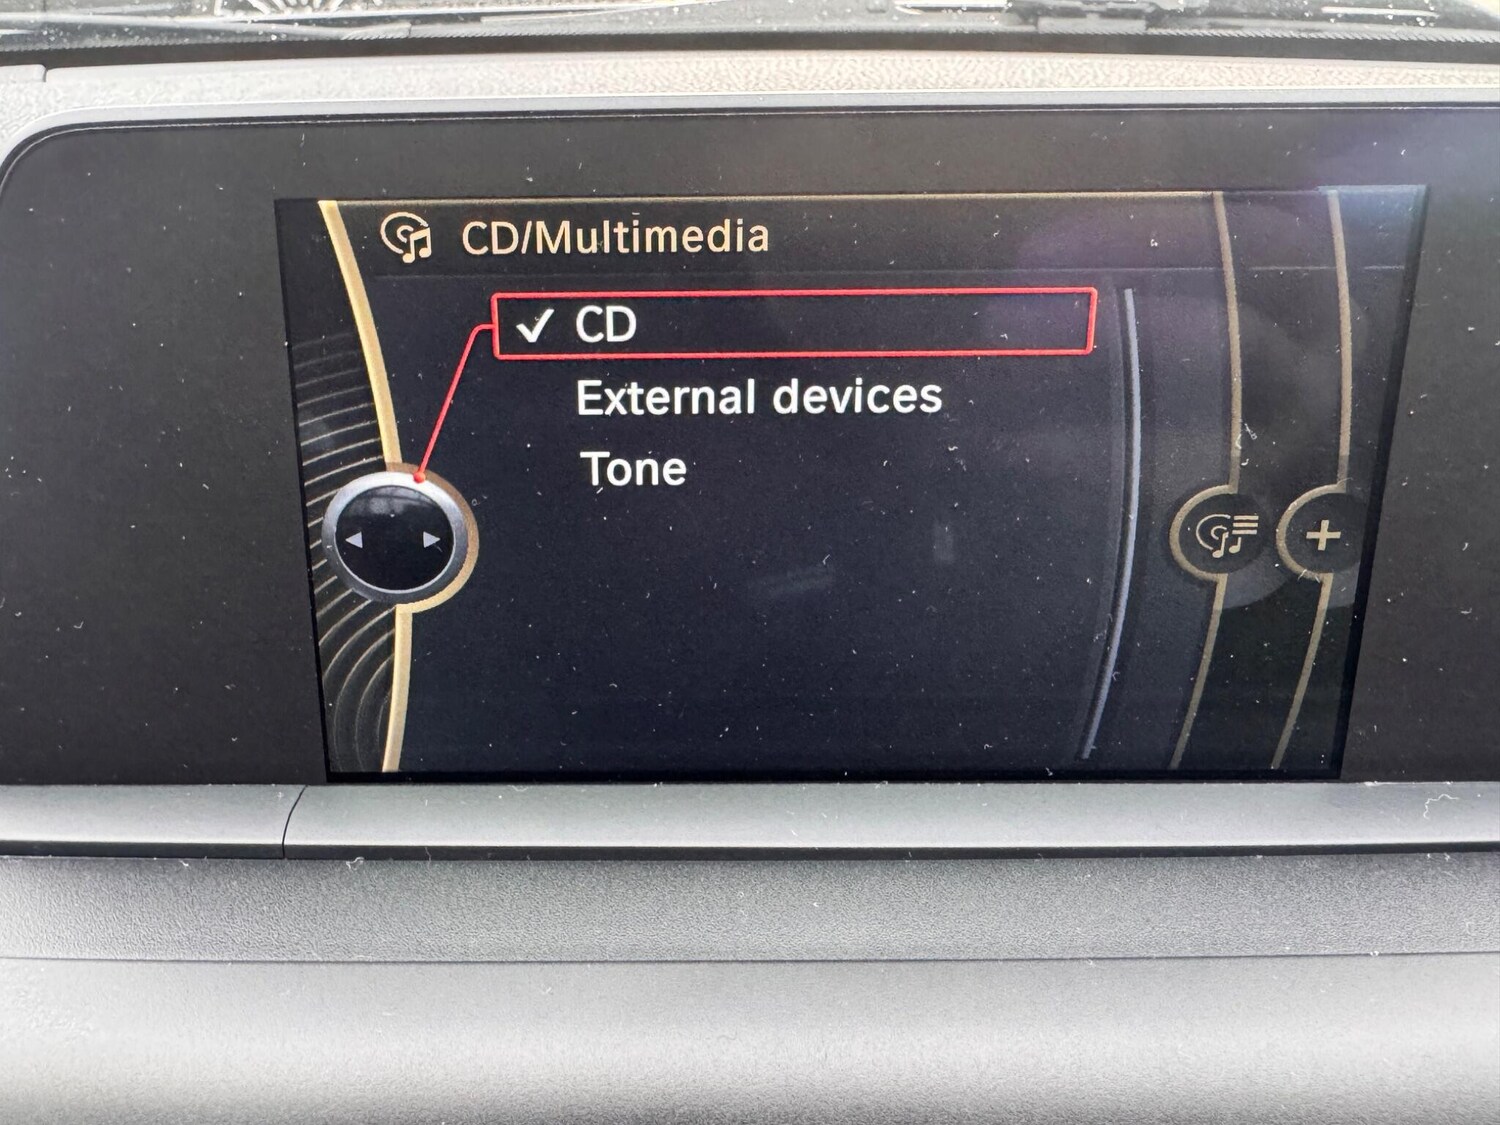 CD/Multimedia
✓ CD
External devices
Tone